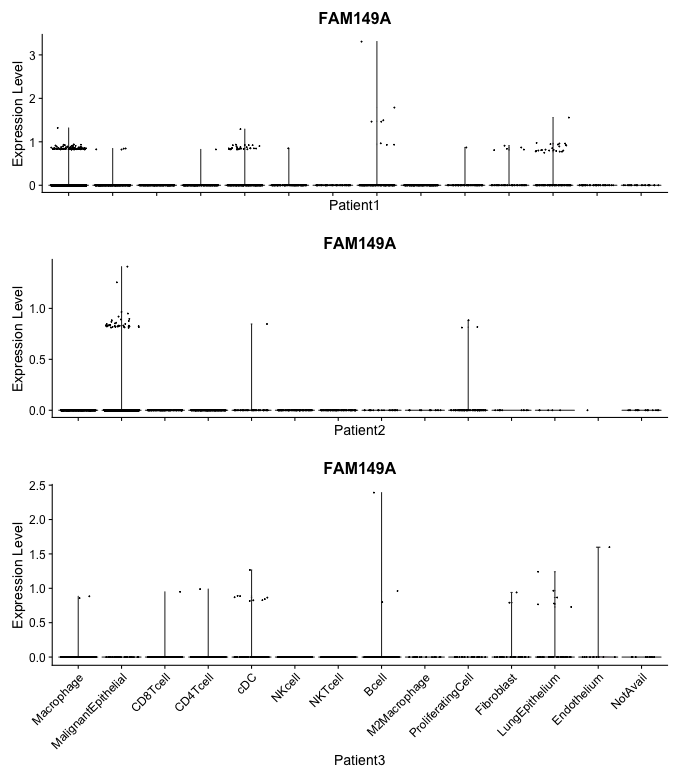 FAM149A
Expression Level
3
2
1
0
Patient1
FAM149A
Expression Level
1.0
0.5
0.0
Patient2
FAM149A
Expression Level
2.5
2.0
1.5
1.0
0.5
0.0
Macrophage
MalignantEpithelial
CD8Tcell
CD4Tcell
cDC
NKcell
NKTcell
Bcell
M2Macrophage
ProliferatingCell
Fibroblast
LungEpithelium
Endothelium
NotAvail
Patient3